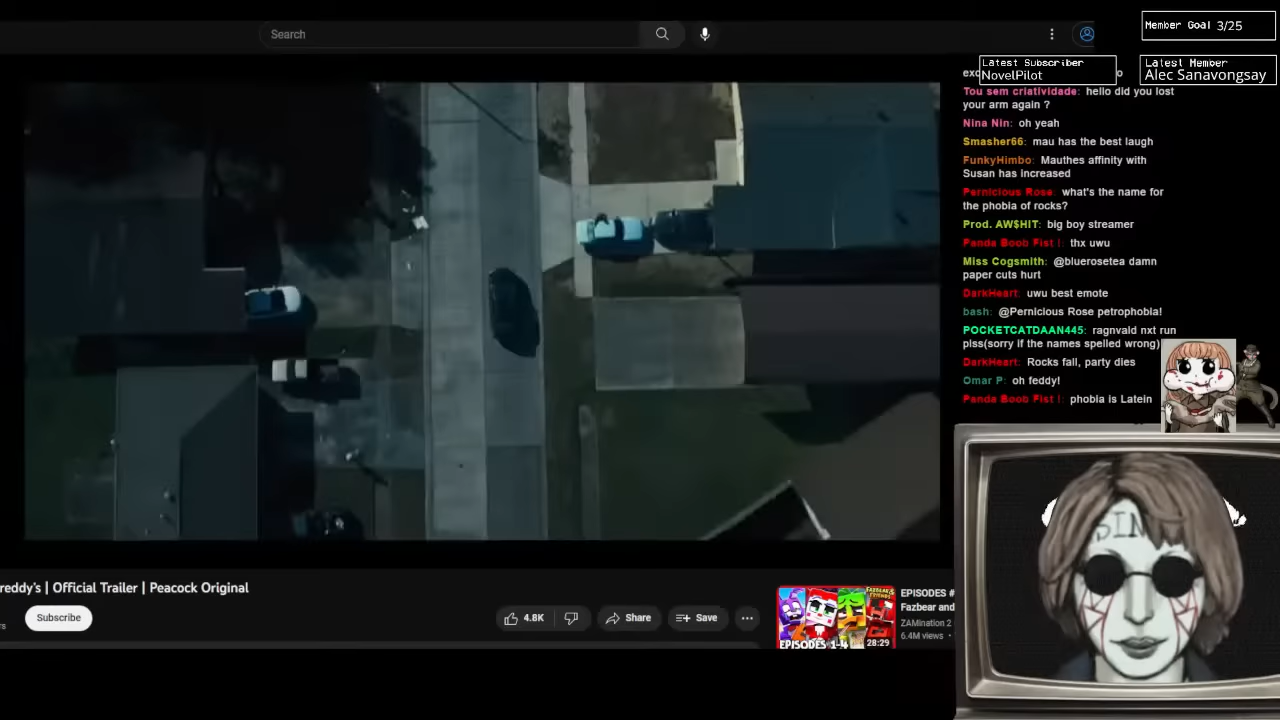 Search
Member Goal 3/25
Latest Subscriber
NovelPilot
Latest Member
Alec Sanavongsay
Tou sem criatividade: hello did you lost
your arm again ?
Nina Nin: oh yeah
Smasher66: mau has the best laugh
FunkyHimbo: Mauthes affinity with
Susan has increased
Pernicious Rose: what's the name for
the phobia of rocks?
Prod. AW$HIT: big boy streamer
Panda Boob Fist |: thx uwu
Miss Cogsmith: @bluerosetea damn
paper cuts hurt
DarkHeart: uwu best emote
bash: @Pernicious Rose petrophobia!
POCKETCATDAAN445: ragnvald nxt run
plss(sorry if the names spelled wrong)
DarkHeart: Rocks fall, party dies
Omar P: oh feddy!
Panda Boob Fist |: phobia is Latein
SIN
reddy's | Official Trailer | Peacock Original
rs
Subscribe
4.8K
Share
Save
EPISODES 1-4
28:29
EPISODES #
Fazbear and
ZAMination 2
6.4M views •